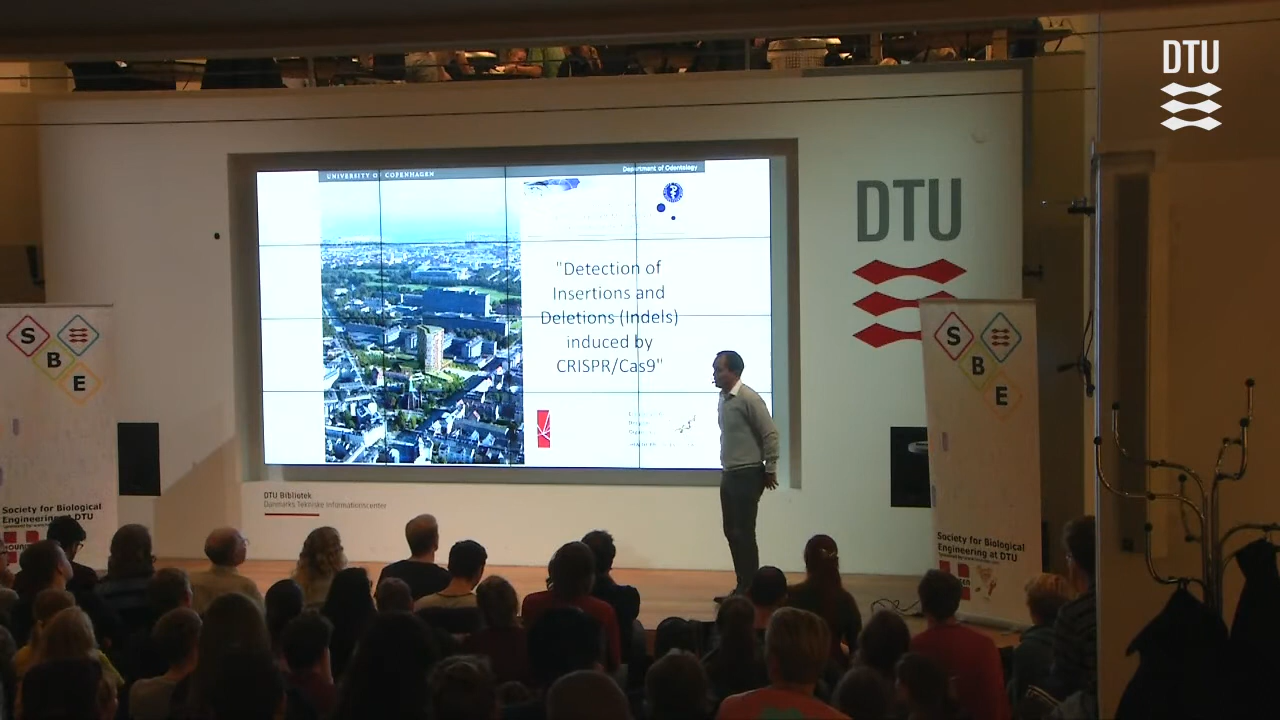 DTU
UNIVERSITY OF COPENHAGEN
Department of Odontology
"Detection of
Insertions and
Deletions (Indels)
induced by
CRISPR/Cas9"
DTU
S
B
E
Society for Biological
Engineering at DTU
DTU Bibliotek
Danmarks Tekniske Informationscenter
S
B
E
Society for Biological
Engineering at DTU